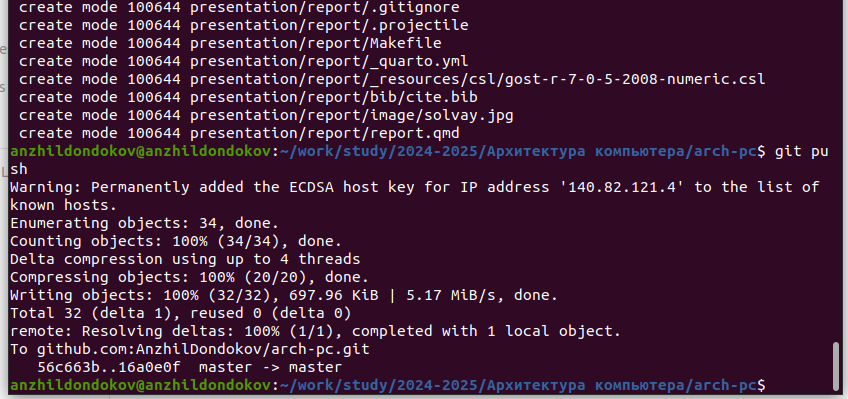 create mode 100644 presentation/report/.gitignore
create mode 100644 presentation/report/.projectile
create mode 100644 presentation/report/Makefile
create mode 100644 presentation/report/_quarto.yml
create mode 100644 presentation/report/_resources/csl/gost-r-7-0-5-2008-numeric.csl
create mode 100644 presentation/report/bib/cite.bib
create mode 100644 presentation/report/image/solvay.jpg
create mode 100644 presentation/report/report.qmd
anzhildondokov@anzhildondokov:~/work/study/2024-2025/Архитектура компьютера/arch-pc$ git pu
sh
Warning: Permanently added the ECDSA host key for IP address '140.82.121.4' to the list of
known hosts.
Enumerating objects: 34, done.
Counting objects: 100% (34/34), done.
Delta compression using up to 4 threads
Compressing objects: 100% (20/20), done.
Writing objects: 100% (32/32), 697.96 KiB | 5.17 MiB/s, done.
Total 32 (delta 1), reused 0 (delta 0)
remote: Resolving deltas: 100% (1/1), completed with 1 local object.
To github.com:AnzhilDondokov/arch-pc.git
56c663b..16a0e0f  master -> master
anzhildondokov@anzhildondokov:~/work/study/2024-2025/Архитектура компьютера/arch-pc$